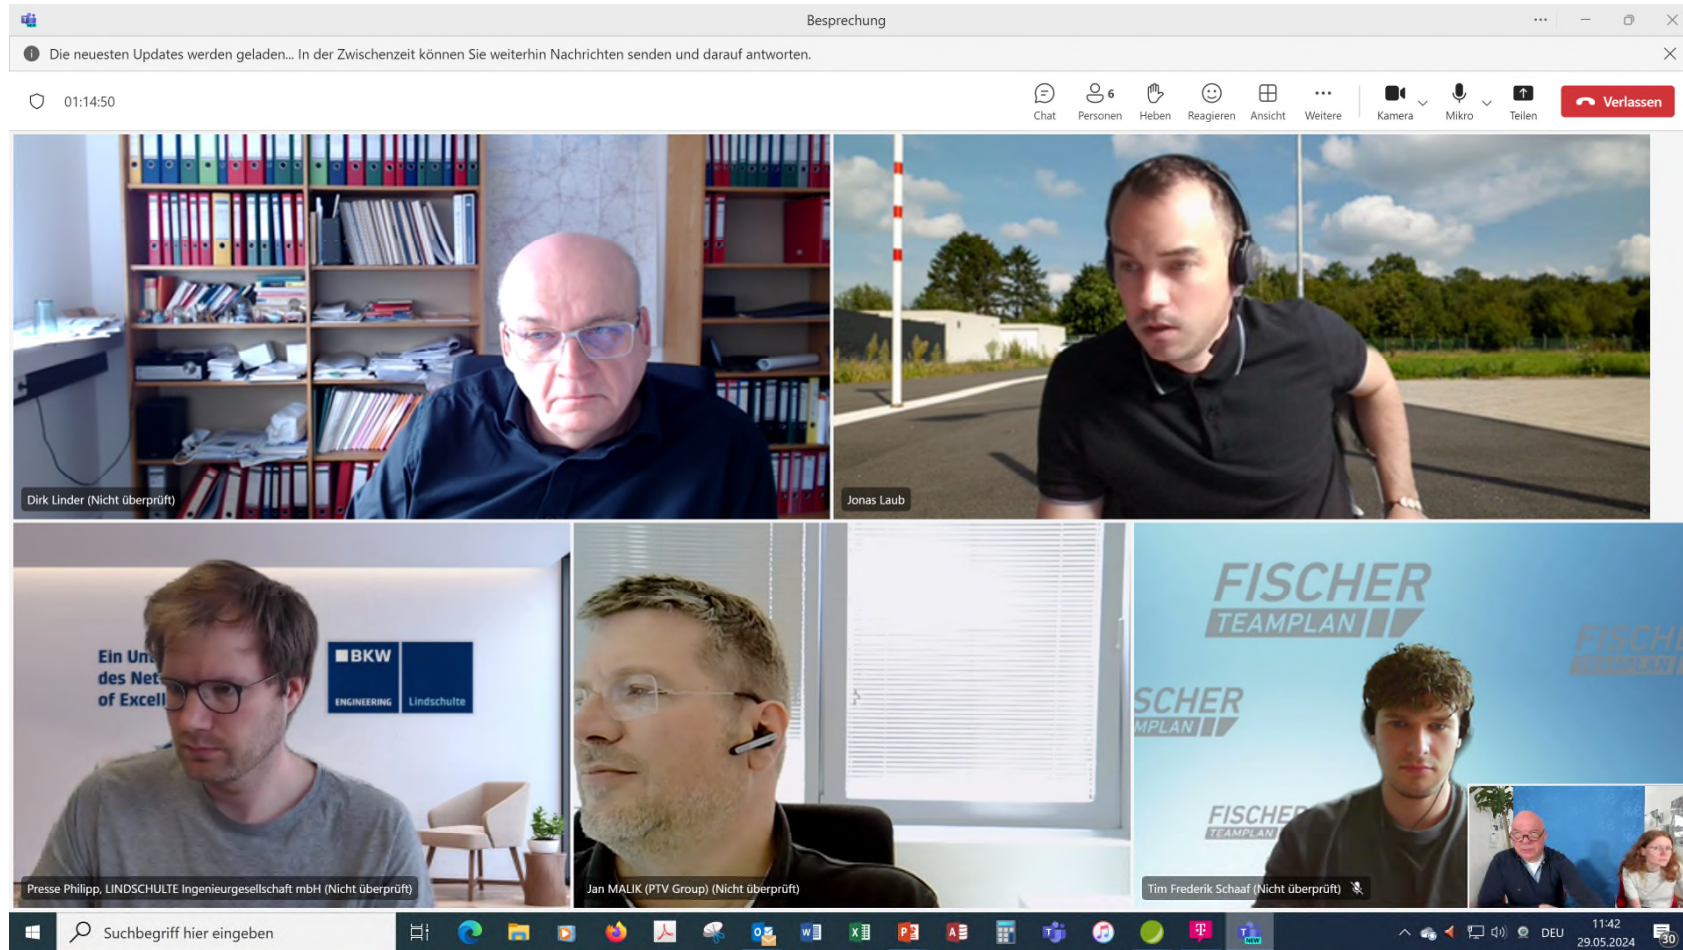 Besprechung
Die neuesten Updates werden geladen... In der Zwischenzeit können Sie weiterhin Nachrichten senden und darauf antworten.
01:14:50
6
Chat Personen Heben Reagieren Ansicht Weitere Kamera Mikro Teilen Verlassen
Dirk Linder (Nicht überprüft)
Jonas Laub
Ein Un
des Net
of Excell
BKW
ENGINEERING Lindschulte
Presse Philipp, LINDSCHULTE Ingenieurgesellschaft mbH (Nicht überprüft)
Jan MALIK (PTV Group) (Nicht überprüft)
FISCHER
TEAMPLAN
FISCHE
SCHER
MPLAN
FISCHER
TEAMPLAN
Tim Frederik Schaaf (Nicht überprüft)
Suchbegriff hier eingeben
NEW
DEU
11:42
29.05.2024
30